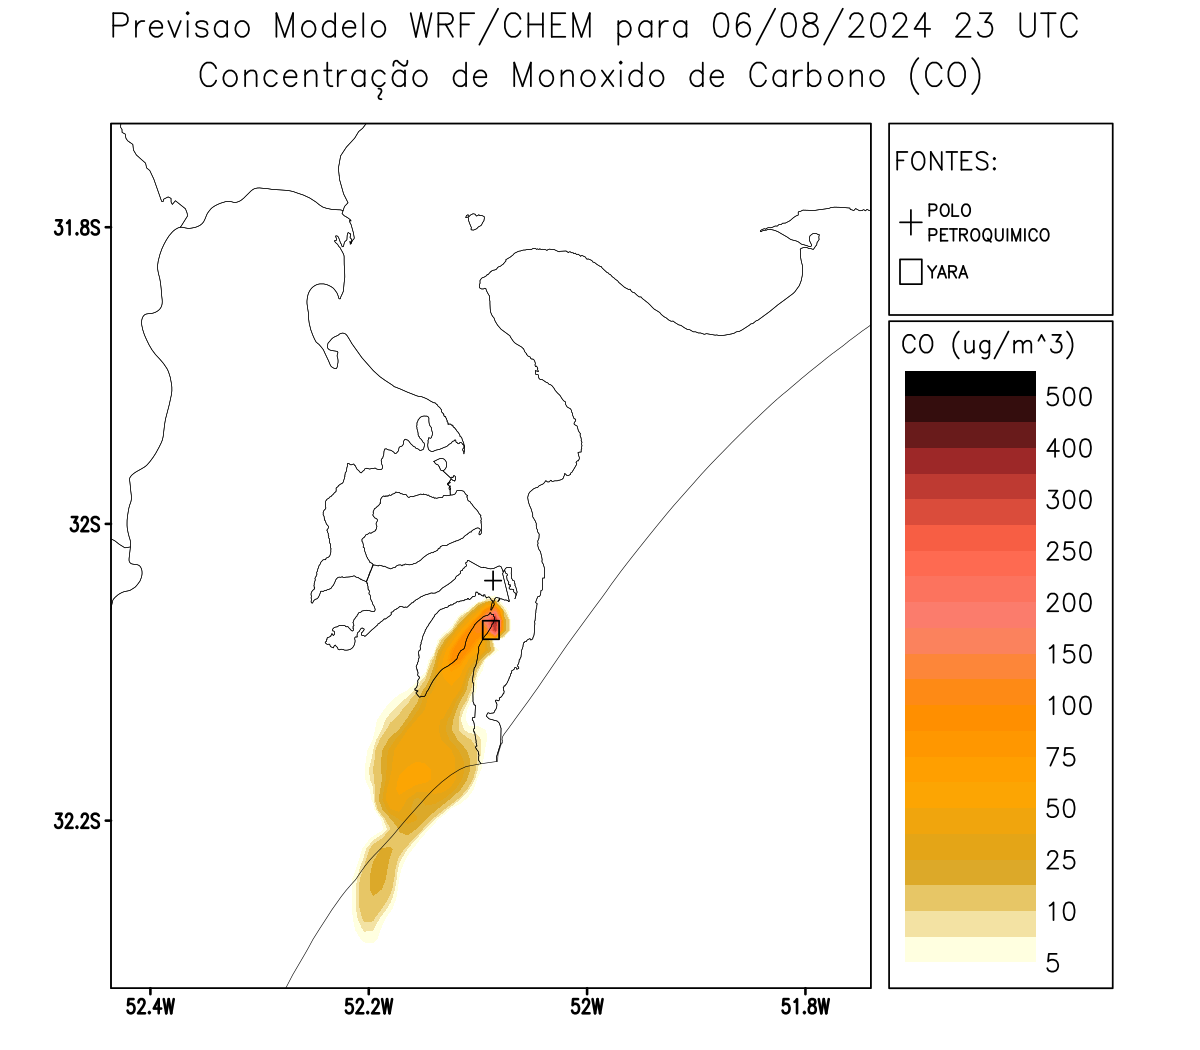 Previsao Modelo WRF/CHEM para 06/08/2024 23 UTC
Concentração de Monoxido de Carbono (CO)
FONTES:
POLO
PETROQUIMICO
YARA
31.8S
32S
32.2S
52.4W
52.2W
52W
51.8W
CO (ug/m^3)
500
400
300
250
200
150
100
75
50
25
10
5